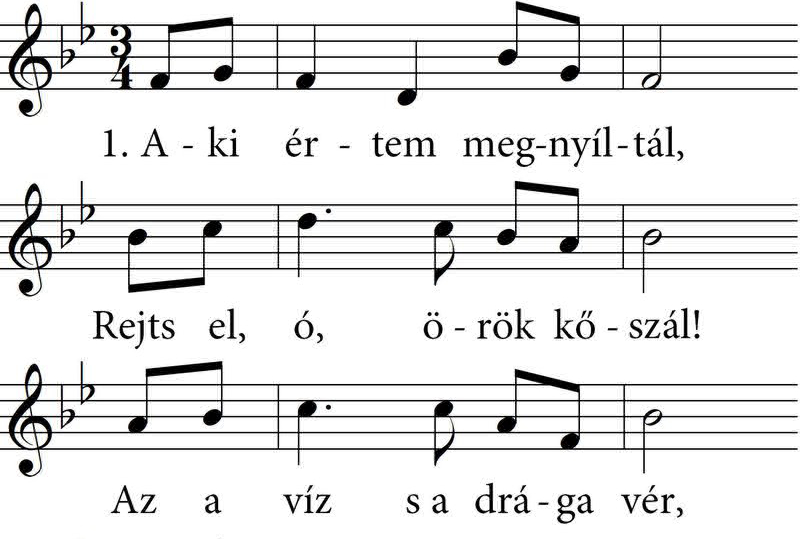 3
4
1. A - ki ér - tem meg-nyíl-tál,
Rejts el, ó, ö - rök kő - szál!
Az a víz s a drá-ga vér,